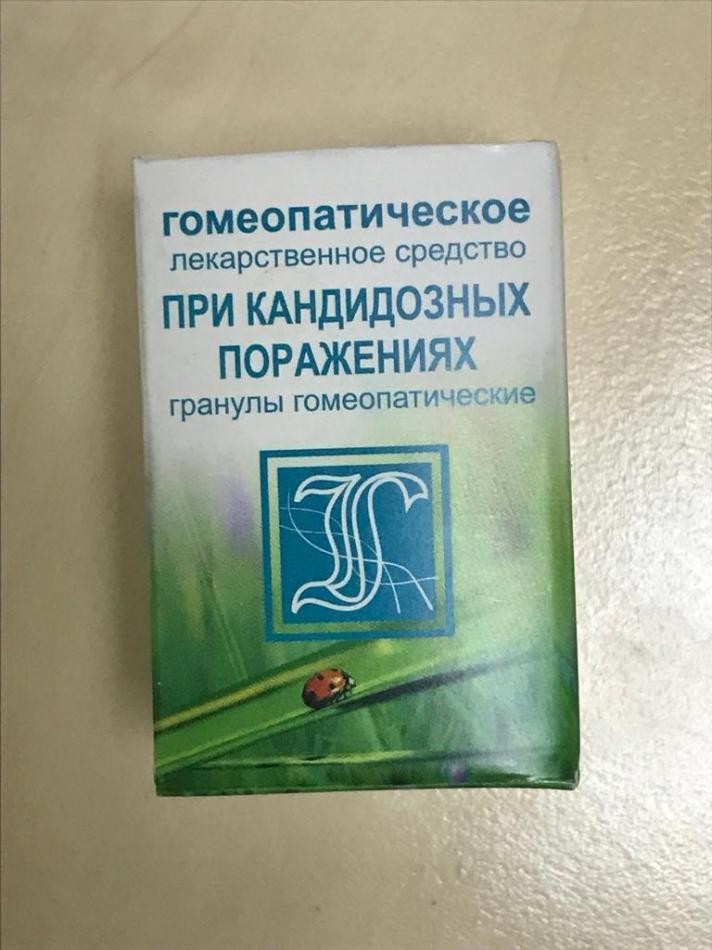 гомеопатическое
лекарственное средство
ПРИ КАНДИДОЗНЫХ
ПОРАЖЕНИЯХ
гранулы гомеопатические